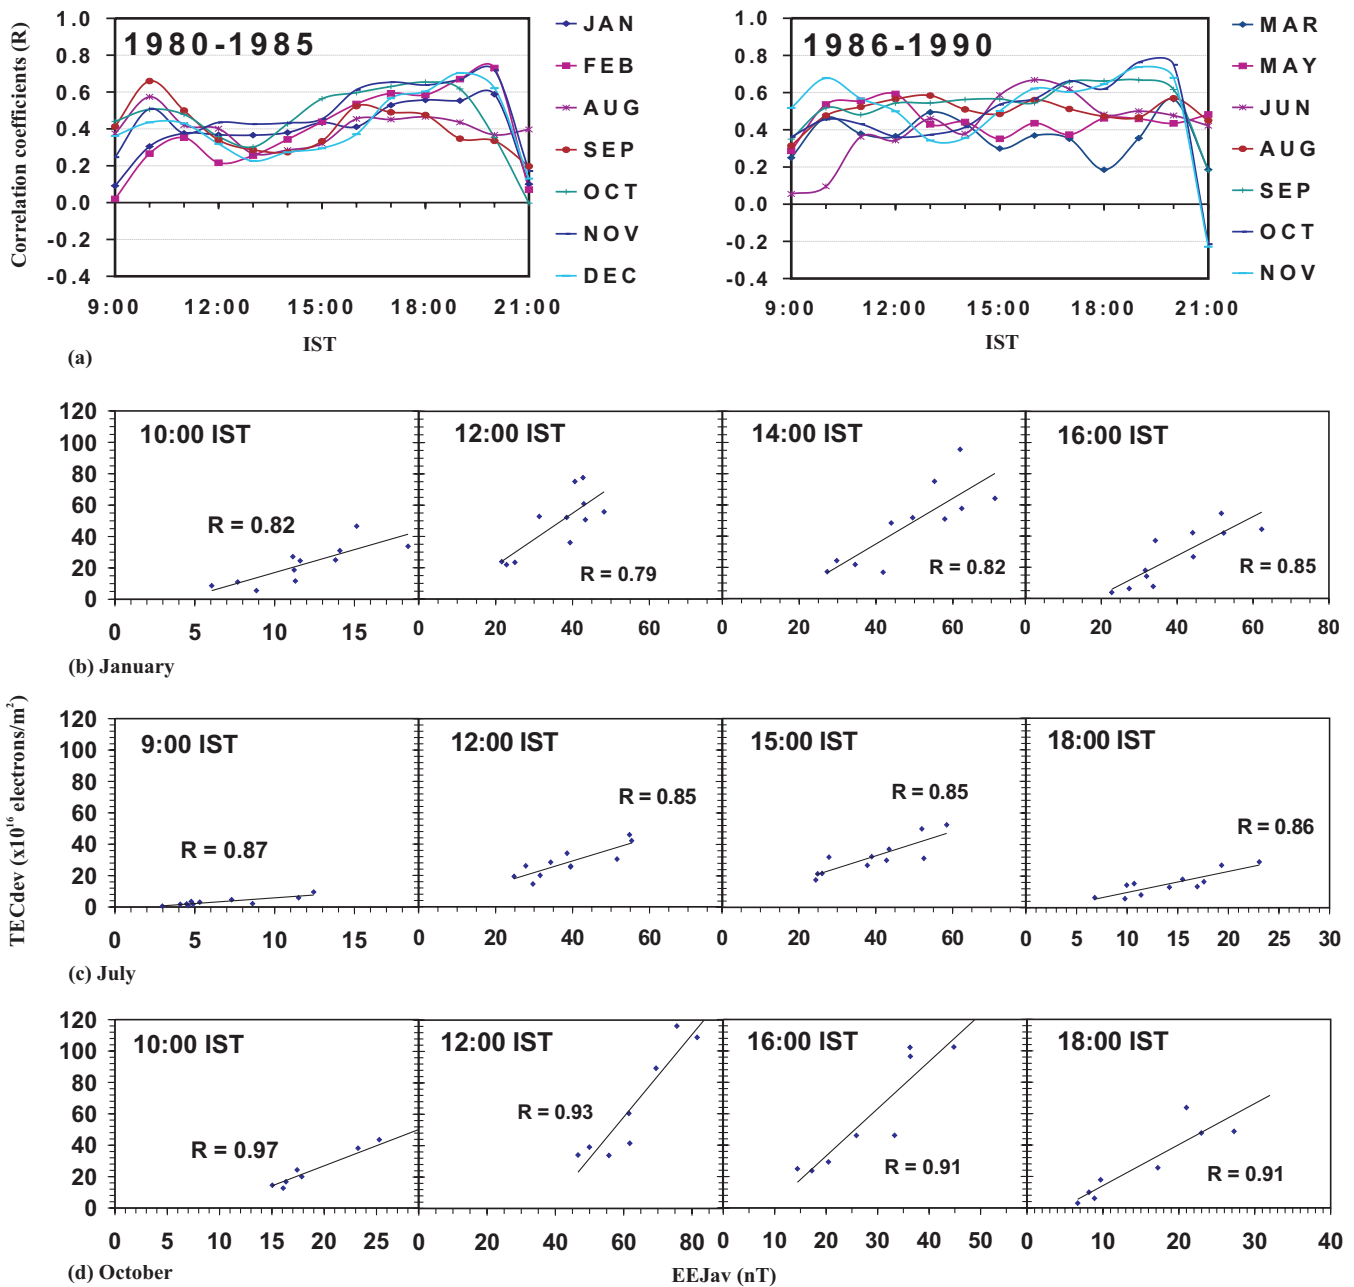 Correlation coefficients (R)
1.0
0.8
0.6
0.4
0.2
0.0
-0.2
-0.4
1980-1985
9:00 12:00 15:00 18:00 21:00
IST
JAN
FEB
AUG
SEP
OCT
NOV
DEC
1.0
0.8
0.6
0.4
0.2
0.0
-0.2
-0.4
1986-1990
9:00 12:00 15:00 18:00 21:00
IST
MAR
MAY
JUN
AUG
SEP
OCT
NOV
(a)
TECdev (x10¹⁶ electrons/m²)
120
100
80
60
40
20
0
10:00 IST
R = 0.82
0 5 10 15
12:00 IST
R = 0.79
0 20 40 60 80
14:00 IST
R = 0.82
0 20 40 60 80
16:00 IST
R = 0.85
0 20 40 60 80
(b) January
120
100
80
60
40
20
0
9:00 IST
R = 0.87
0 5 10 15
12:00 IST
R = 0.85
0 20 40 60 80
15:00 IST
R = 0.85
0 20 40 60 80
18:00 IST
R = 0.86
0 5 10 15 20 25 30
(c) July
120
100
80
60
40
20
0
10:00 IST
R = 0.97
0 5 10 15 20 25
12:00 IST
R = 0.93
0 20 40 60 80
16:00 IST
R = 0.91
0 10 20 30 40 50 60
18:00 IST
R = 0.91
0 10 20 30 40
(d) October
EEJav (nT)